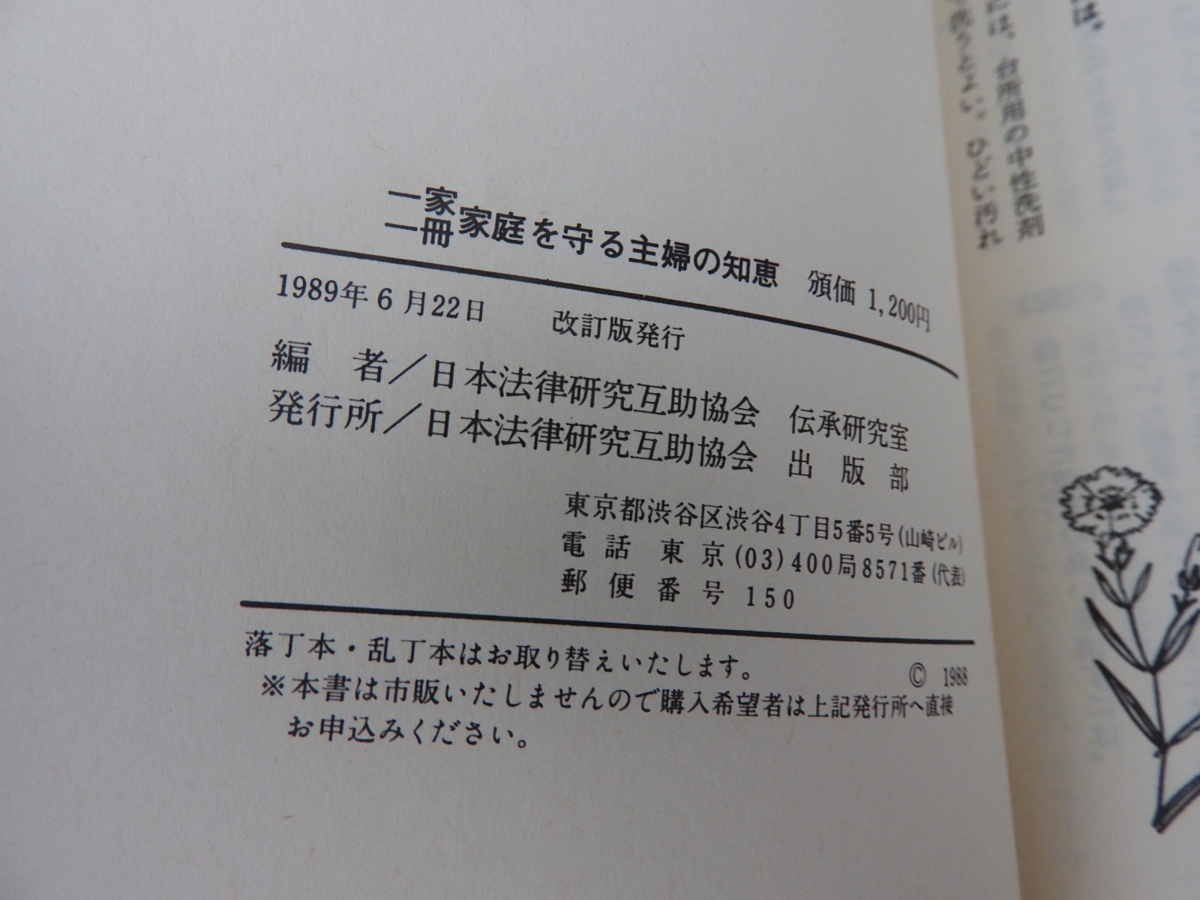 一家一冊 家庭を守る主婦の知恵 頒価 1,200円
1989年6月22日 改訂版発行
編 者／日本法律研究互助協会 伝承研究室
発行所／日本法律研究互助協会 出版部
東京都渋谷区渋谷4丁目5番5号(山崎ビル)
電話 東京(03)400局8571番(代表)
郵便番号 150
落丁本・乱丁本はお取り替えいたします。
© 1988
※本書は市販いたしませんので購入希望者は上記発行所へ直接
お申込みください。
は。
には、台所用の中性洗剤
洗うとよい。ひどい汚れ